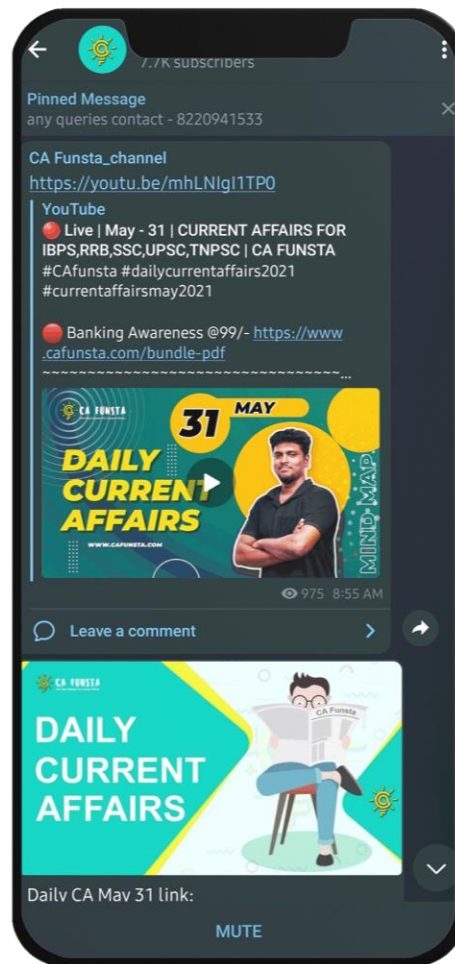 7.7K subscribers
Pinned Message
any queries contact - 8220941533
CA Funsta_channel
https://youtu.be/mhLNIgI1TP0
YouTube
🔴 Live | May - 31 | CURRENT AFFAIRS FOR
IBPS,RRB,SSC,UPSC,TNPSC | CA FUNSTA
#CAfunsta #dailycurrentaffairs2021
#currentaffairsmay2021
🔴 Banking Awareness @99/- https://www
.cafunsta.com/bundle-pdf
~~~~~~~~~~~~~~~~~~~~~~~~~~~~~~~~~...
CA FUNSTA
31 MAY
DAILY
CURRENT
AFFAIRS
WWW.CAFUNSTA.COM
MIND-MAP
975 8:55 AM
Leave a comment
CA FUNSTA
CA Funsta
DAILY
CURRENT
AFFAIRS
Daily CA May 31 link:
MUTE